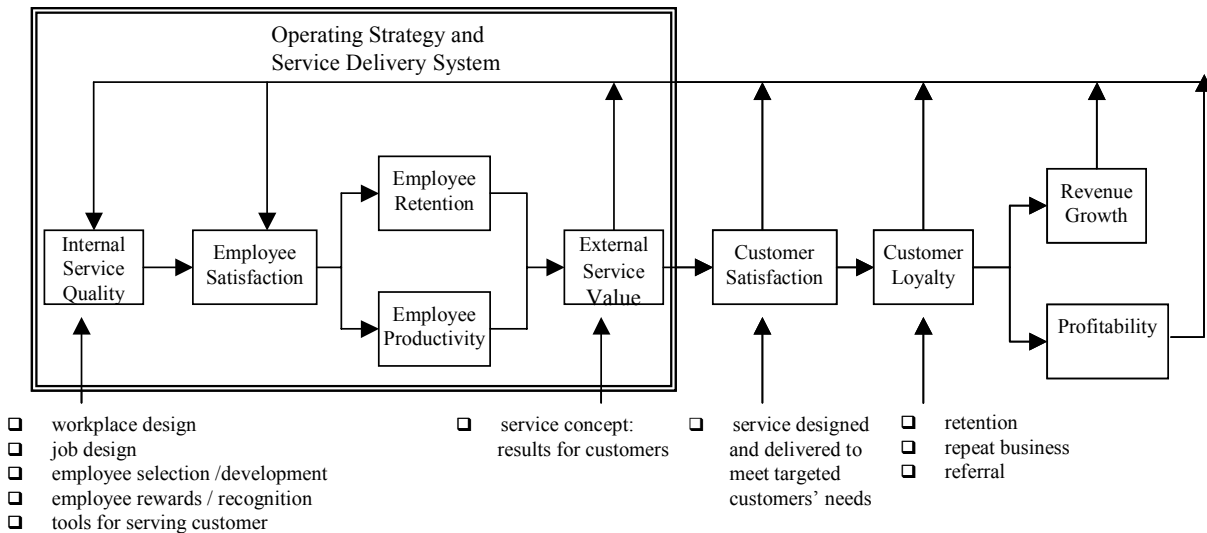 Operating Strategy and
Service Delivery System
Employee
Retention
Revenue
Growth
Internal
Service
Quality
Employee
Satisfaction
External
Service
Value
Customer
Satisfaction
Customer
Loyalty
Employee
Productivity
Profitability
❑ workplace design
❑ job design
❑ employee selection /development
❑ employee rewards / recognition
❑ tools for serving customer
❑ service concept:
results for customers
❑ service designed
and delivered to
meet targeted
customers’ needs
❑ retention
❑ repeat business
❑ referral